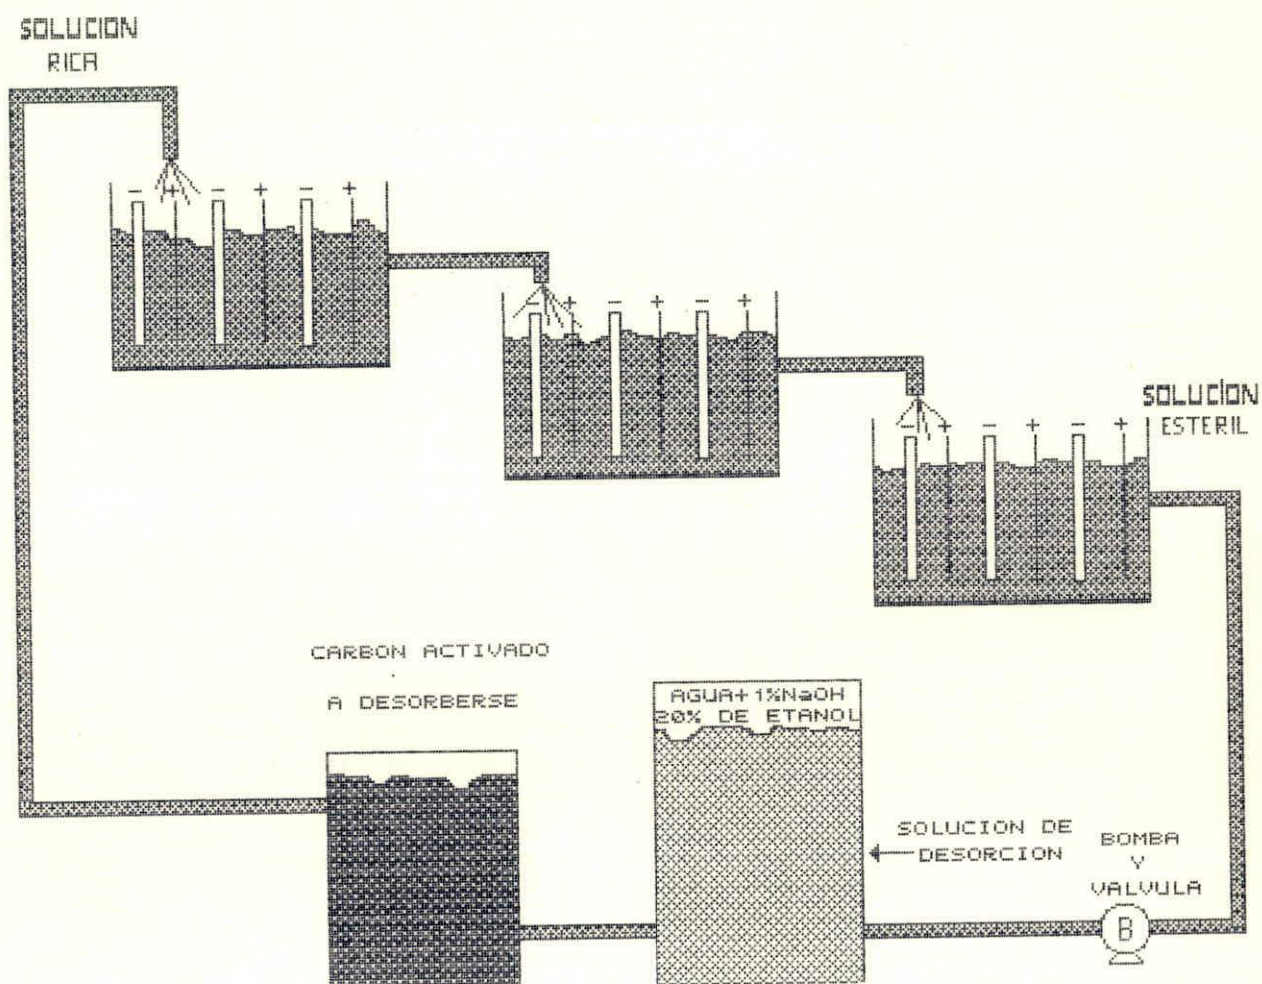 SOLUCION
RICA
- + - + - +
- + - + - +
SOLUCION
ESTERIL
- + - + - +
CARBON ACTIVADO
A DESORBERSE
AGUA+1%NaOH
20% DE ETANOL
SOLUCION DE
DESORCION
BOMBA
Y
VALVULA
B